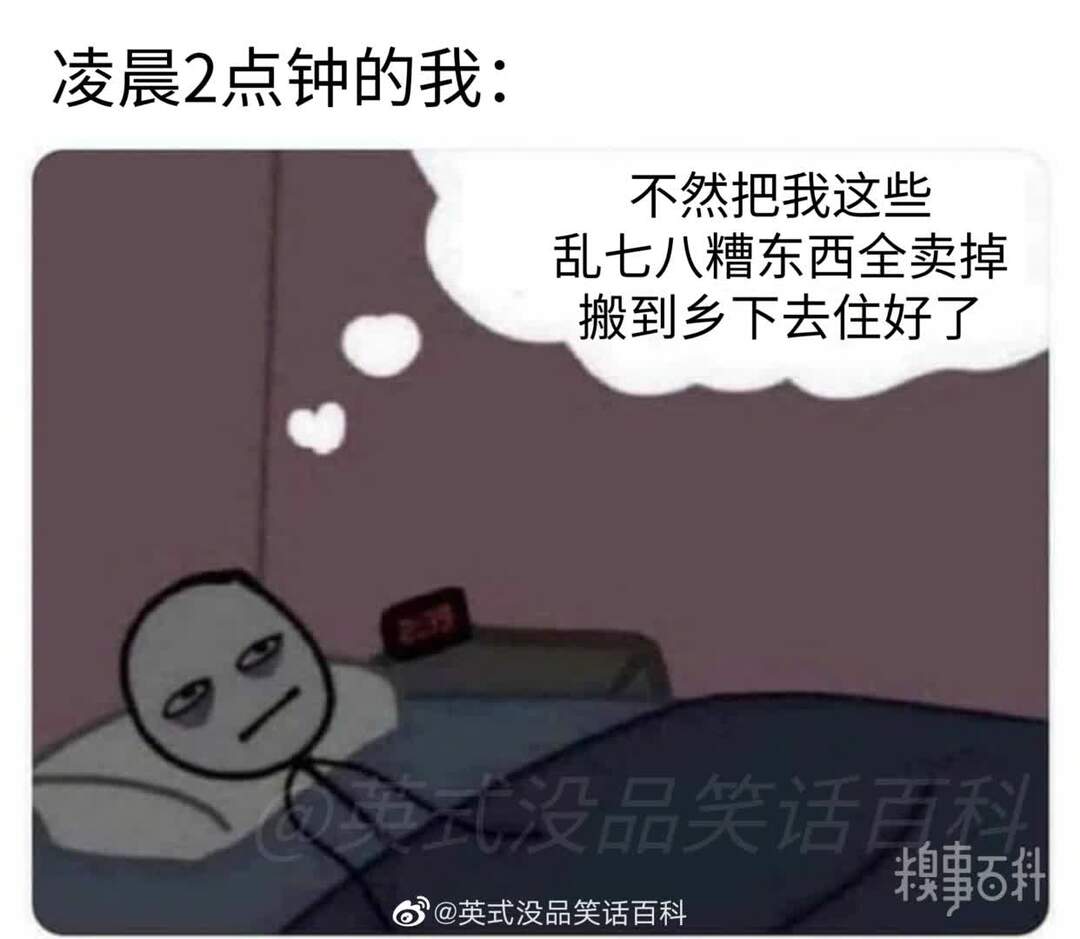 凌晨2点钟的我：
不然把我这些
乱七八糟东西全卖掉
搬到乡下去住好了
@英式没品笑话百科
糗事百科
@英式没品笑话百科